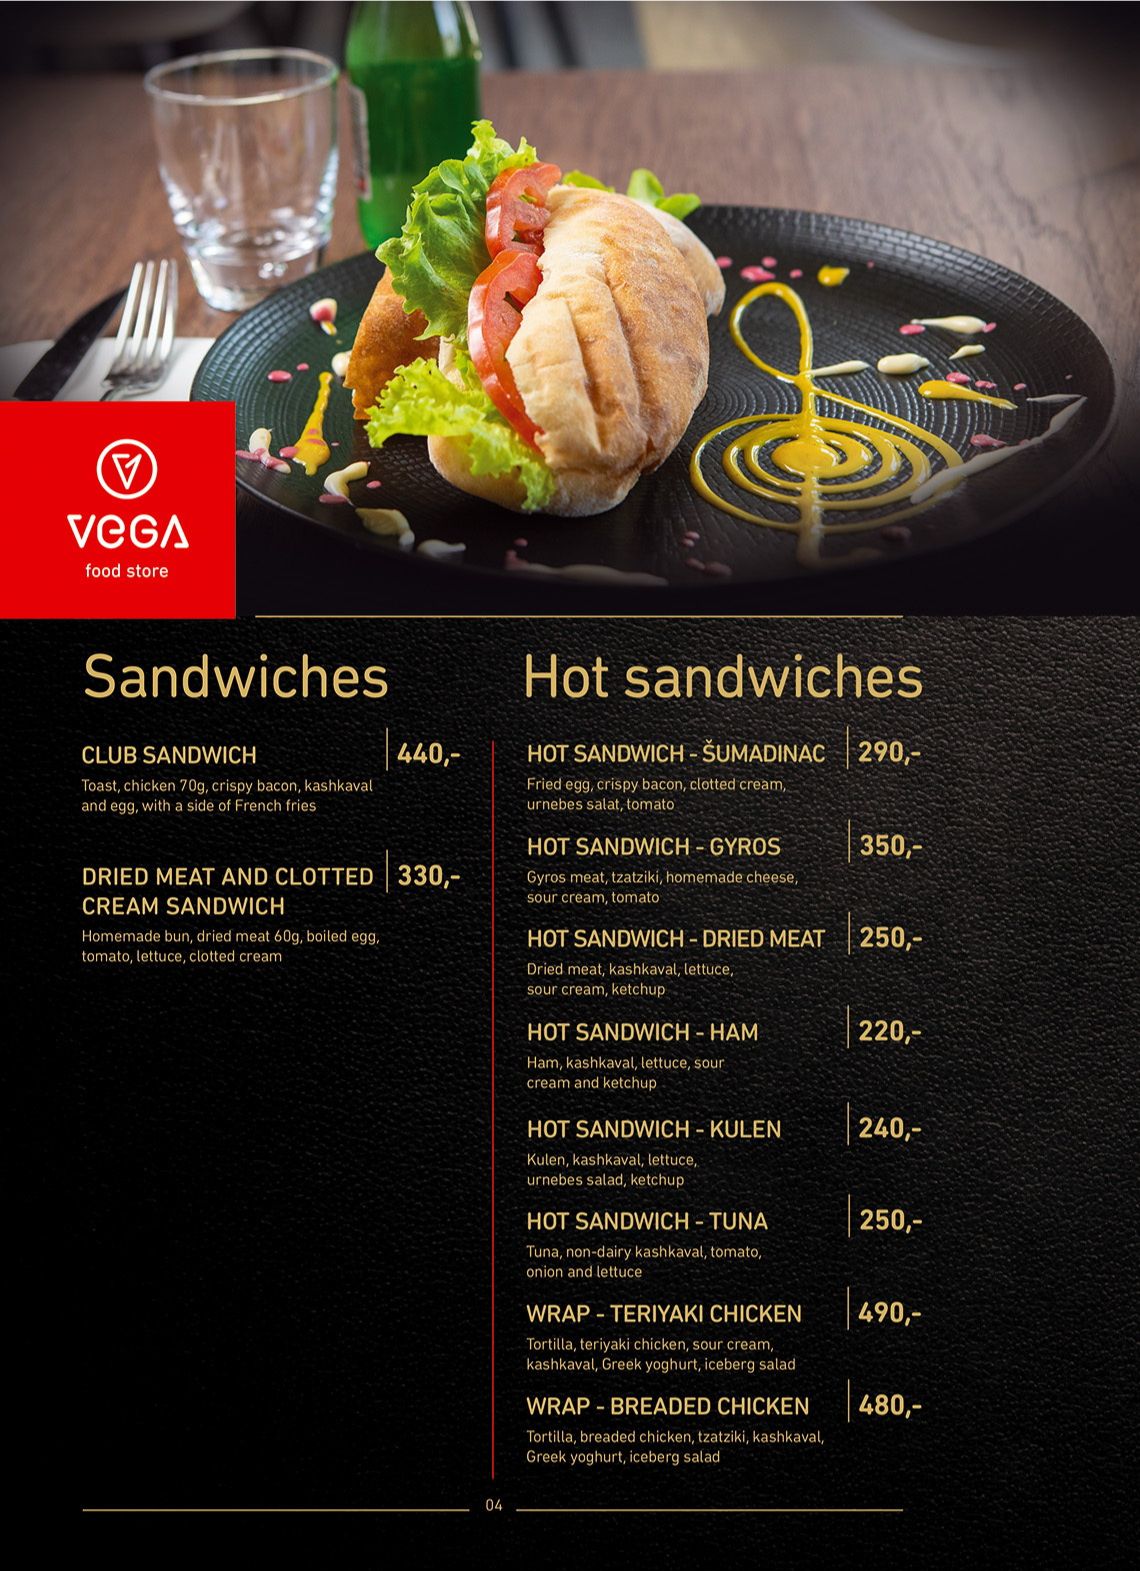 VEGA
food store
Sandwiches
CLUB SANDWICH 440,-
Toast, chicken 70g, crispy bacon, kashkaval
and egg, with a side of French fries
DRIED MEAT AND CLOTTED 330,-
CREAM SANDWICH
Homemade bun, dried meat 60g, boiled egg,
tomato, lettuce, clotted cream
Hot sandwiches
HOT SANDWICH - ŠUMADINAC 290,-
Fried egg, crispy bacon, clotted cream,
urnebes salat, tomato
HOT SANDWICH - GYROS 350,-
Gyros meat, tzatziki, homemade cheese,
sour cream, tomato
HOT SANDWICH - DRIED MEAT 250,-
Dried meat, kashkaval, lettuce,
sour cream, ketchup
HOT SANDWICH - HAM 220,-
Ham, kashkaval, lettuce, sour
cream and ketchup
HOT SANDWICH - KULEN 240,-
Kulen, kashkaval, lettuce,
urnebes salad, ketchup
HOT SANDWICH - TUNA 250,-
Tuna, non-dairy kashkaval, tomato,
onion and lettuce
WRAP - TERIYAKI CHICKEN 490,-
Tortilla, teriyaki chicken, sour cream,
kashkaval, Greek yoghurt, iceberg salad
WRAP - BREADED CHICKEN 480,-
Tortilla, breaded chicken, tzatziki, kashkaval,
Greek yoghurt, iceberg salad
04